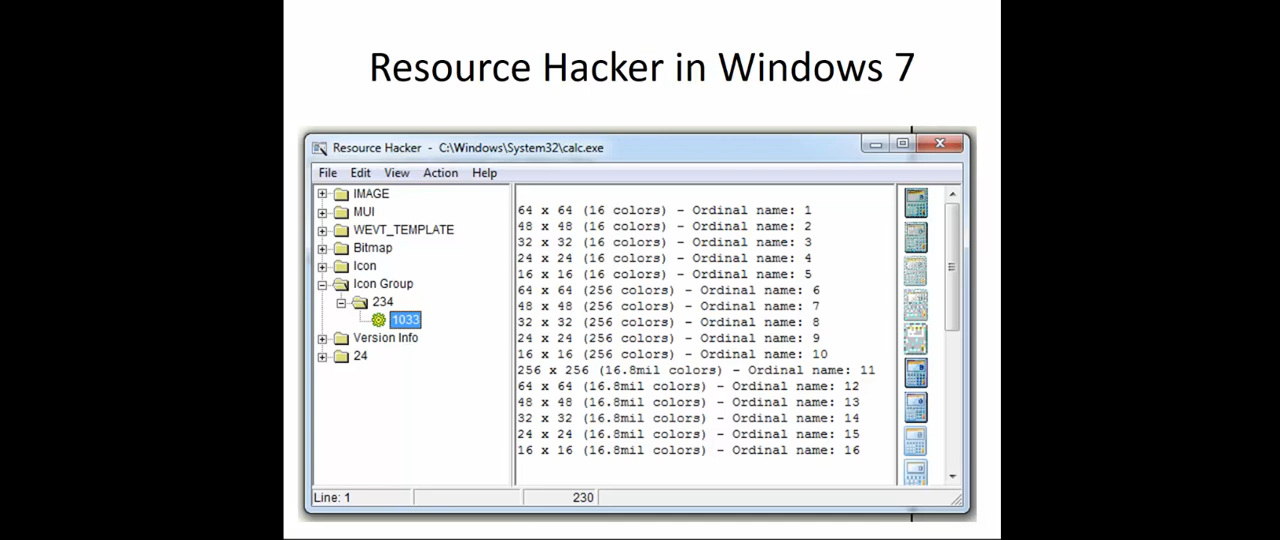 Resource Hacker in Windows 7
Resource Hacker - C:\Windows\System32\calc.exe
File Edit View Action Help
IMAGE
MUI
WEVT_TEMPLATE
Bitmap
Icon
Icon Group
234
1033
Version Info
24
64 x 64 (16 colors) - Ordinal name: 1
48 x 48 (16 colors) - Ordinal name: 2
32 x 32 (16 colors) - Ordinal name: 3
24 x 24 (16 colors) - Ordinal name: 4
16 x 16 (16 colors) - Ordinal name: 5
64 x 64 (256 colors) - Ordinal name: 6
48 x 48 (256 colors) - Ordinal name: 7
32 x 32 (256 colors) - Ordinal name: 8
24 x 24 (256 colors) - Ordinal name: 9
16 x 16 (256 colors) - Ordinal name: 10
256 x 256 (16.8mil colors) - Ordinal name: 11
64 x 64 (16.8mil colors) - Ordinal name: 12
48 x 48 (16.8mil colors) - Ordinal name: 13
32 x 32 (16.8mil colors) - Ordinal name: 14
24 x 24 (16.8mil colors) - Ordinal name: 15
16 x 16 (16.8mil colors) - Ordinal name: 16
Line: 1 230